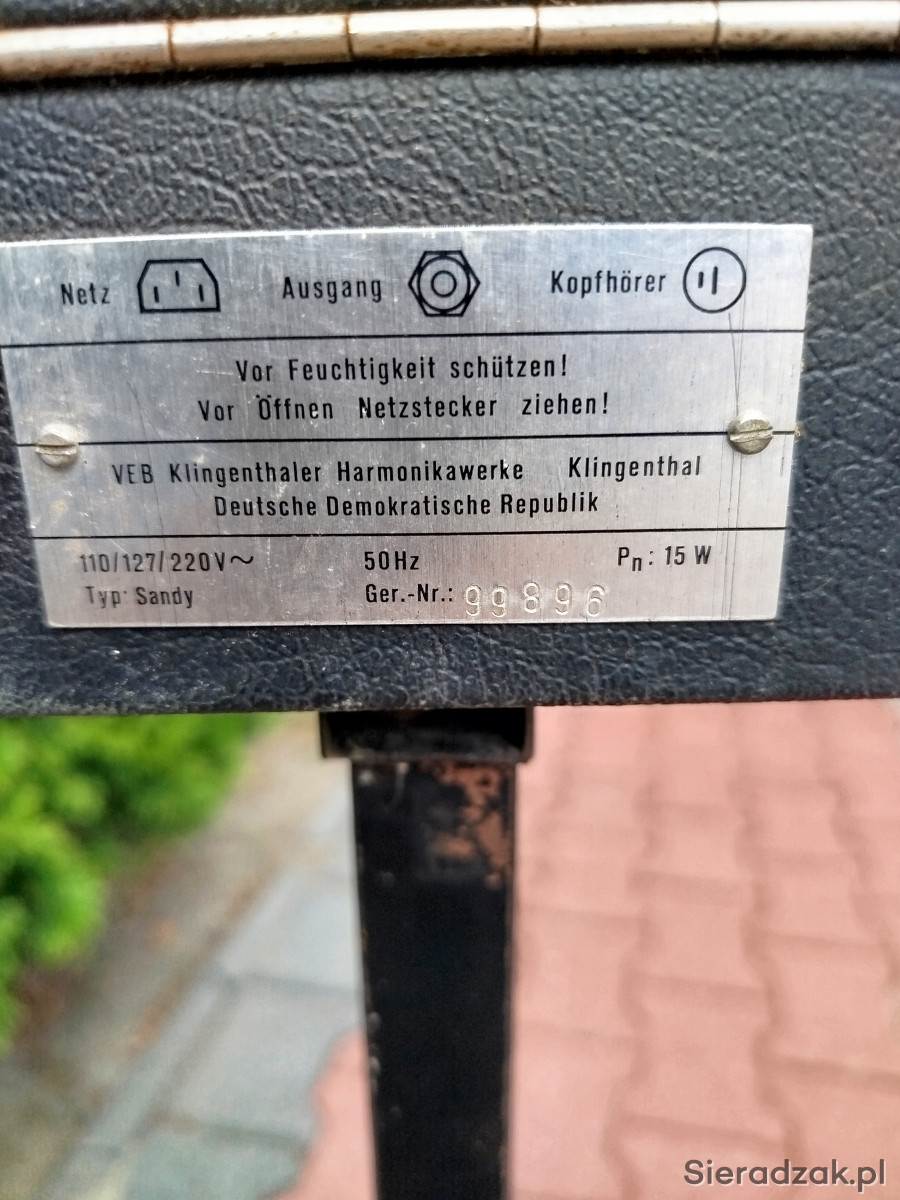 Netz Ausgang Kopfhörer
Vor Feuchtigkeit schützen!
Vor Öffnen Netzstecker ziehen!
VEB Klingenthaler Harmonikawerke Klingenthal
Deutsche Demokratische Republik
110/127/220V~ 50Hz Pn: 15 W
Typ: Sandy Ger.-Nr.: 99896
Sieradzak.pl